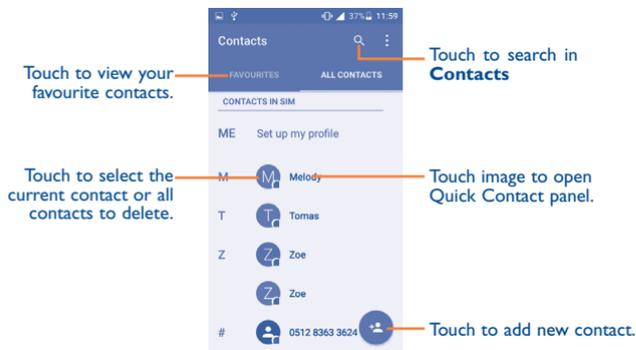 37% 11:59
Contacts
Touch to search in
Contacts
Touch to view your
favourite contacts.
FAVOURITES
ALL CONTACTS
CONTACTS IN SIM
ME Set up my profile
Touch to select the
current contact or all
contacts to delete.
M M Melody
Touch image to open
Quick Contact panel.
T T Tomas
Z Z Zoe
Z Zoe
# 0512 8363 3624
Touch to add new contact.